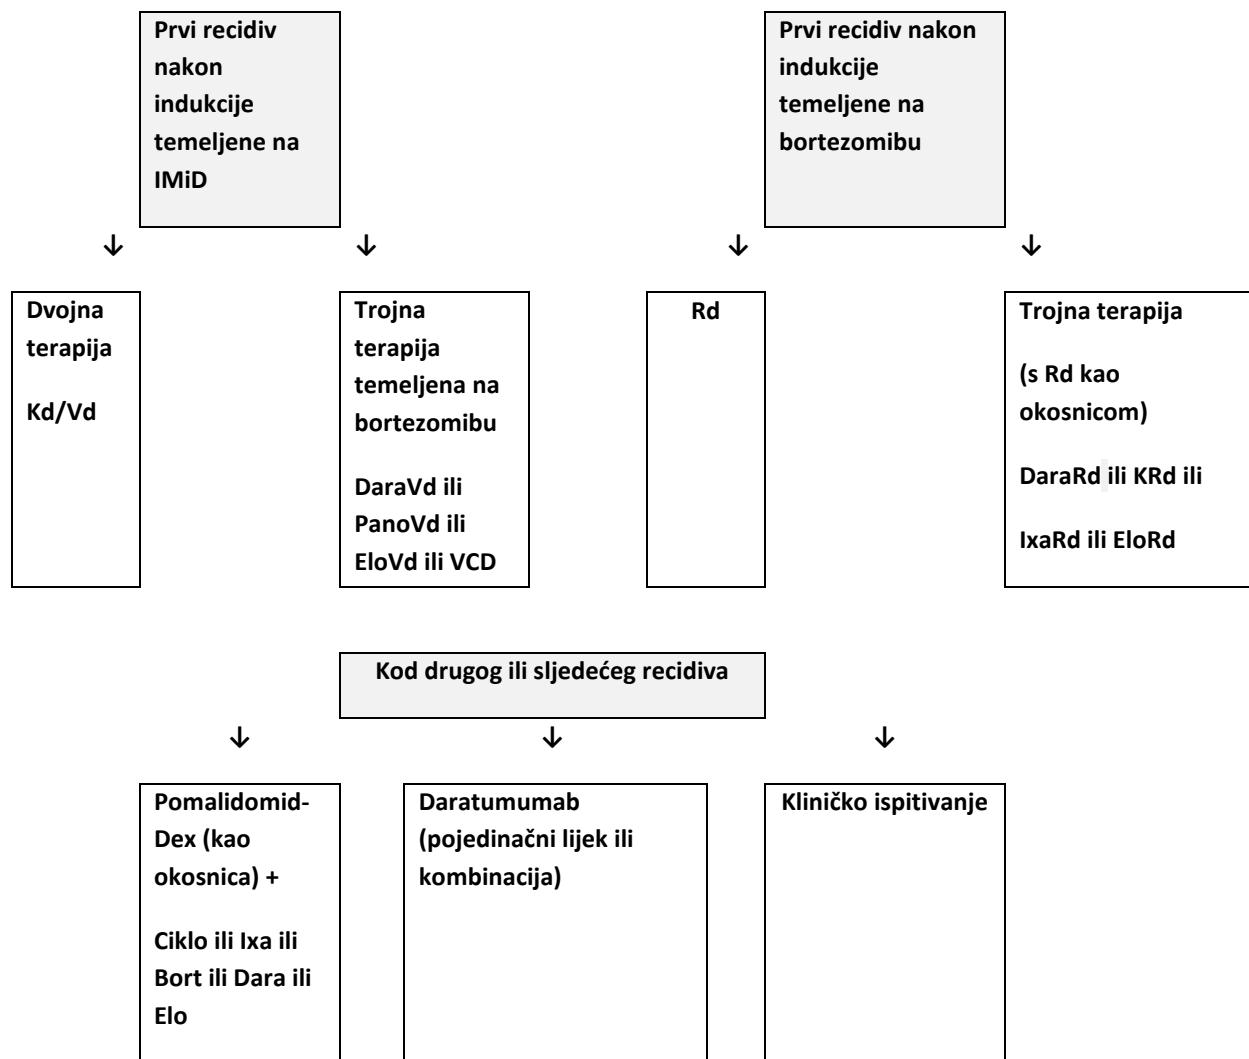 Prvi recidiv
nakon
indukcije
temeljene na
IMiD
Prvi recidiv nakon
indukcije
temeljene na
bortezomibu
↓ ↓ ↓ ↓
Dvojna
terapija
Kd/Vd
Trojna
terapija
temeljena na
bortezomibu
DaraVd ili
PanoVd ili
EloVd ili VCD
Rd
Trojna terapija
(s Rd kao
okosnicom)
DaraRd ili KRd ili
IxaRd ili EloRd
Kod drugog ili sljedećeg recidiva
↓ ↓ ↓
Pomalidomid-
Dex (kao
okosnica) +
Ciklo ili Ixa ili
Bort ili Dara ili
Elo
Daratumumab
(pojedinačni lijek ili
kombinacija)
Kliničko ispitivanje